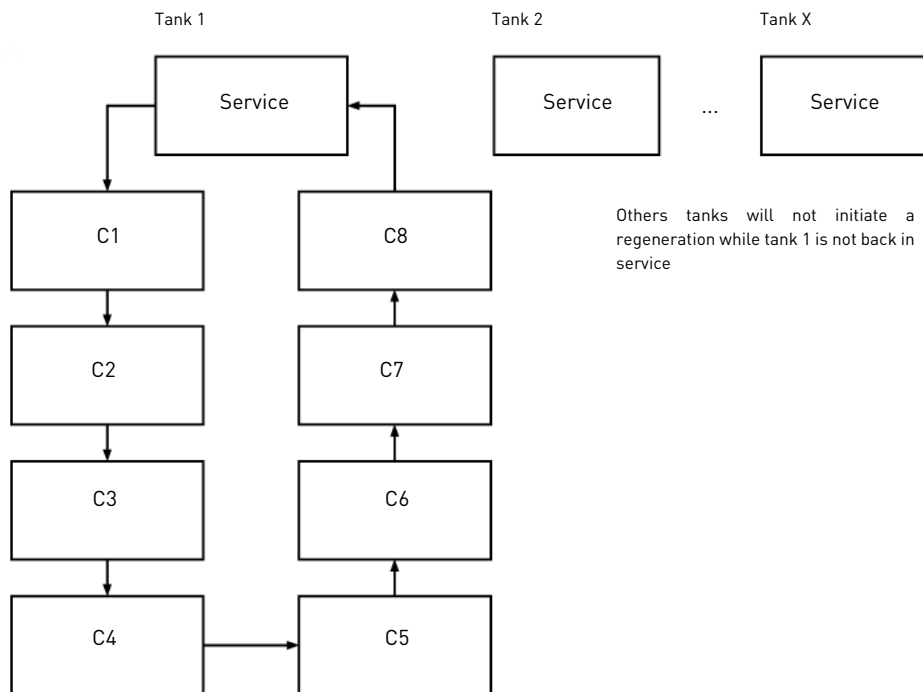 Tank 1
Tank 2
Tank X
Service
Service
...
Service
C1
C8
Others tanks will not initiate a
regeneration while tank 1 is not back in
service
C2
C7
C3
C6
C4
C5